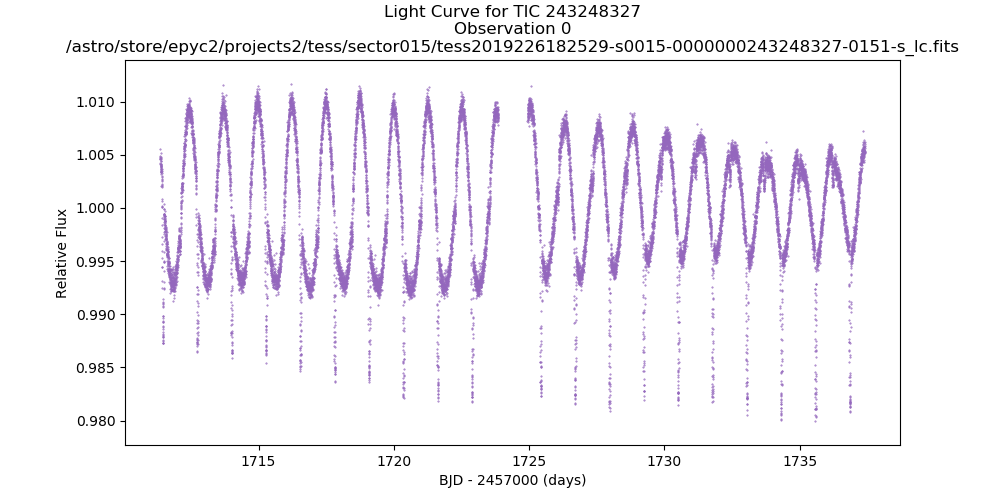 Light Curve for TIC 243248327
Observation 0
/astro/store/epyc2/projects2/tess/sector015/tess2019226182529-s0015-0000000243248327-0151-s_lc.fits
Relative Flux
1.010
1.005
1.000
0.995
0.990
0.985
0.980
1715 1720 1725 1730 1735
BJD - 2457000 (days)